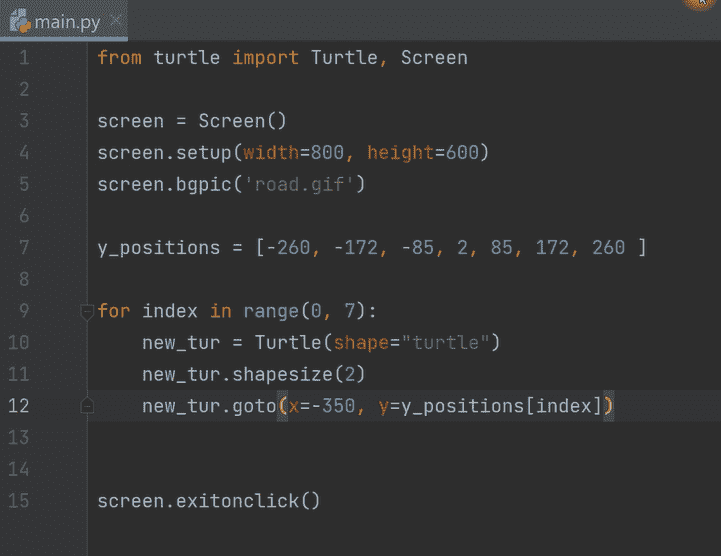 main.py
1 from turtle import Turtle, Screen
2
3 screen = Screen()
4 screen.setup(width=800, height=600)
5 screen.bgpic('road.gif')
6
7 y_positions = [-260, -172, -85, 2, 85, 172, 260 ]
8
9 for index in range(0, 7):
10 new_tur = Turtle(shape="turtle")
11 new_tur.shapesize(2)
12 new_tur.goto(x=-350, y=y_positions[index])
13
14
15 screen.exitonclick()